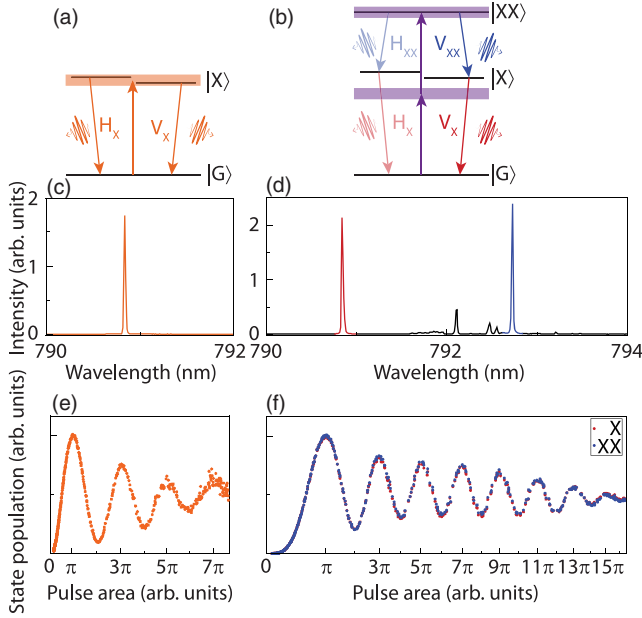 (a)
|X⟩
H_X
V_X
|G⟩
(b)
|XX⟩
H_XX
V_XX
|X⟩
H_X
V_X
|G⟩
(c)
Intensity (arb. units)
2
1
0
790
792
Wavelength (nm)
(d)
2
1
0
790
792
794
Wavelength (nm)
(e)
State population (arb. units)
0
π
3π
5π
7π
Pulse area (arb. units)
(f)
X
XX
0
π
3π
5π
7π
9π
11π
13π
15π
Pulse area (arb. units)